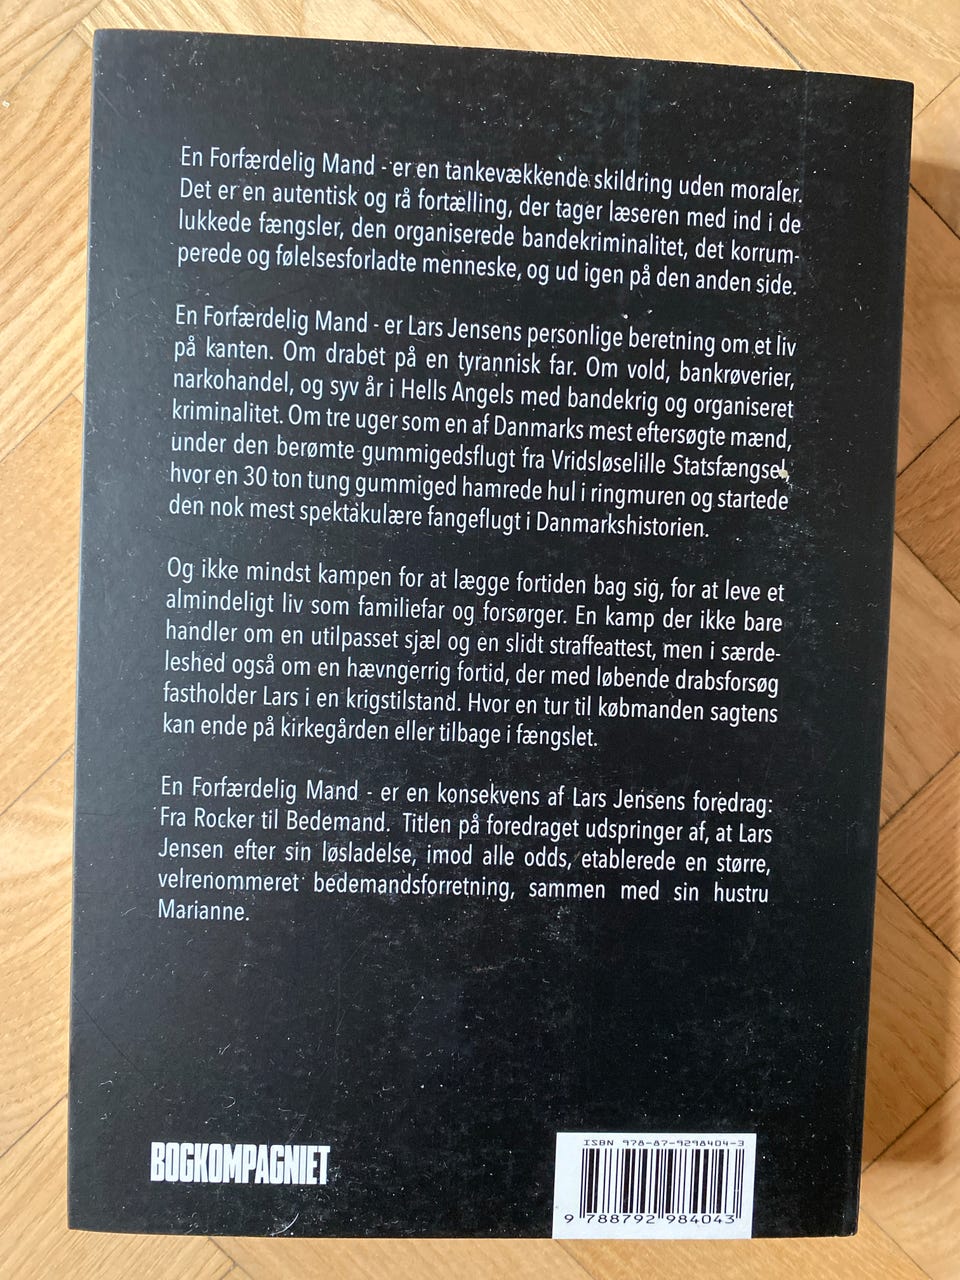 En Forfærdelig Mand - er en tankevækkende skildring uden moraler.
Det er en autentisk og rå fortælling, der tager læseren med ind i de
lukkede fængsler, den organiserede bandekriminalitet, det korrum-
perede og følelsesforladte menneske, og ud igen på den anden side.
En Forfærdelig Mand - er Lars Jensens personlige beretning om et liv
på kanten. Om drabet på en tyrannisk far. Om vold, bankrøverier,
narkohandel, og syv år i Hells Angels med bandekrig og organiseret
kriminalitet. Om tre uger som en af Danmarks mest eftersøgte mænd,
under den berømte gummigedsflugt fra Vridsløselille Statsfængsel,
hvor en 30 ton tung gummiged hamrede hul i ringmuren og startede
den nok mest spektakulære fangeflugt i Danmarkshistorien.
Og ikke mindst kampen for at lægge fortiden bag sig, for at leve et
almindeligt liv som familiefar og forsørger. En kamp der ikke bare
handler om en utilpasset sjæl og en slidt straffeattest, men i særde-
leshed også om en hævngerrig fortid, der med løbende drabsforsøg
fastholder Lars i en krigstilstand. Hvor en tur til købmanden sagtens
kan ende på kirkegården eller tilbage i fængslet.
En Forfærdelig Mand - er en konsekvens af Lars Jensens foredrag:
Fra Rocker til Bedemand. Titlen på foredraget udspringer af, at Lars
Jensen efter sin løsladelse, imod alle odds, etablerede en større,
velrenommeret bedemandsforretning, sammen med sin hustru
Marianne.
BOGKOMPAGNIET
ISBN 978-87-9298404-3
9 788792 984043